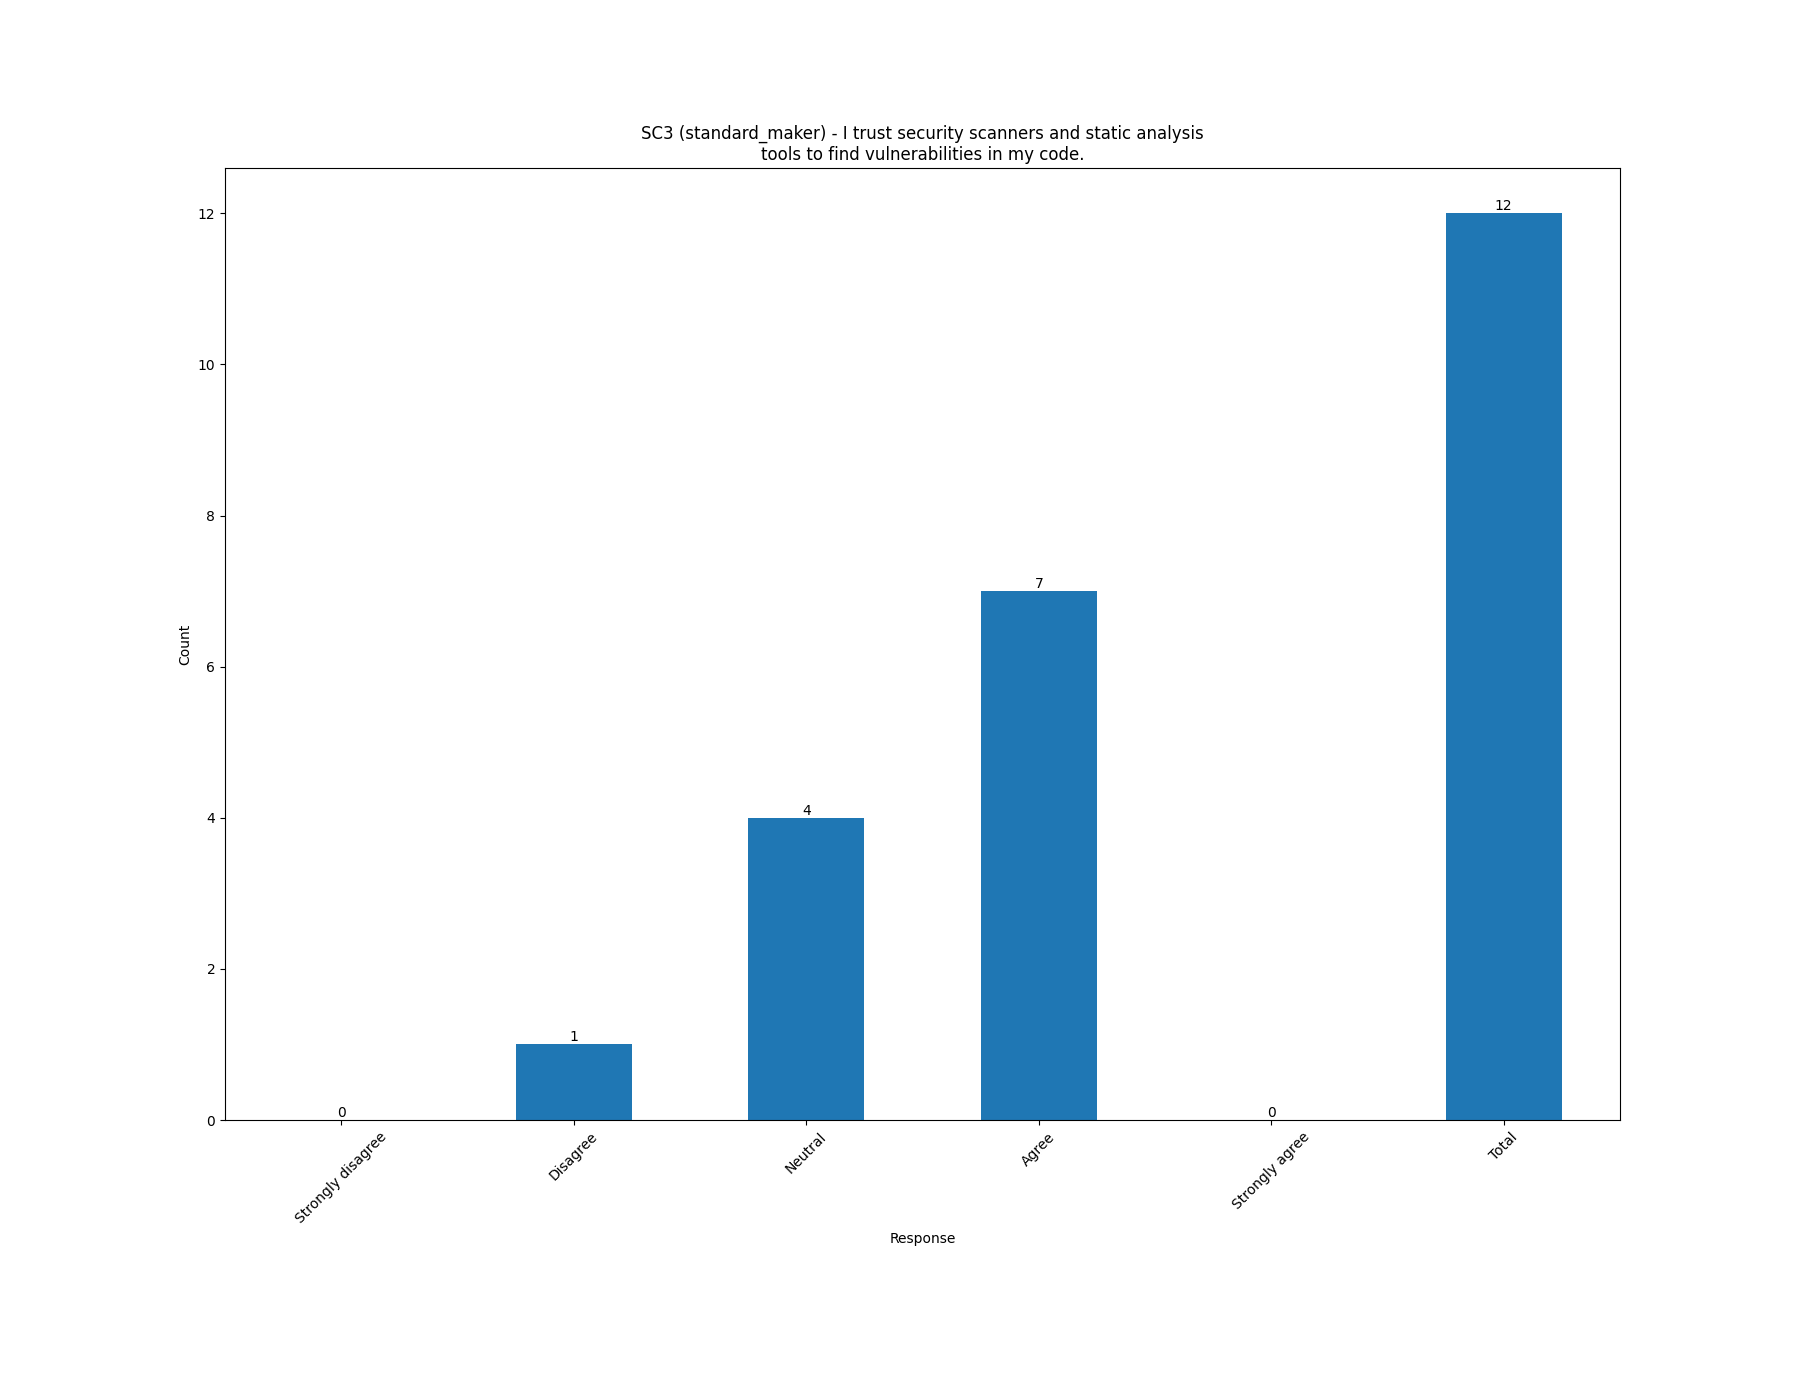 SC3 (standard_maker) - I trust security scanners and static analysis
tools to find vulnerabilities in my code.
12
10
8
6
4
2
0
Count
0
1
4
7
0
12
Strongly disagree
Disagree
Neutral
Agree
Strongly agree
Total
Response